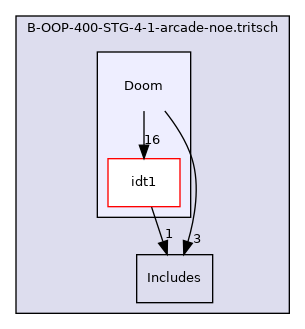 B-OOP-400-STG-4-1-arcade-noe.tritsch
Doom
16
idt1
1
3
Includes